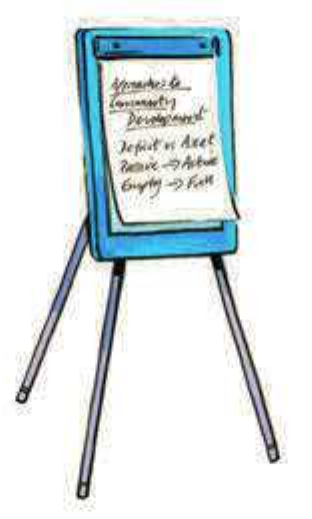 Approaches to
Community
Development
Deficit vs Asset
Passive → Active
Empty → Full